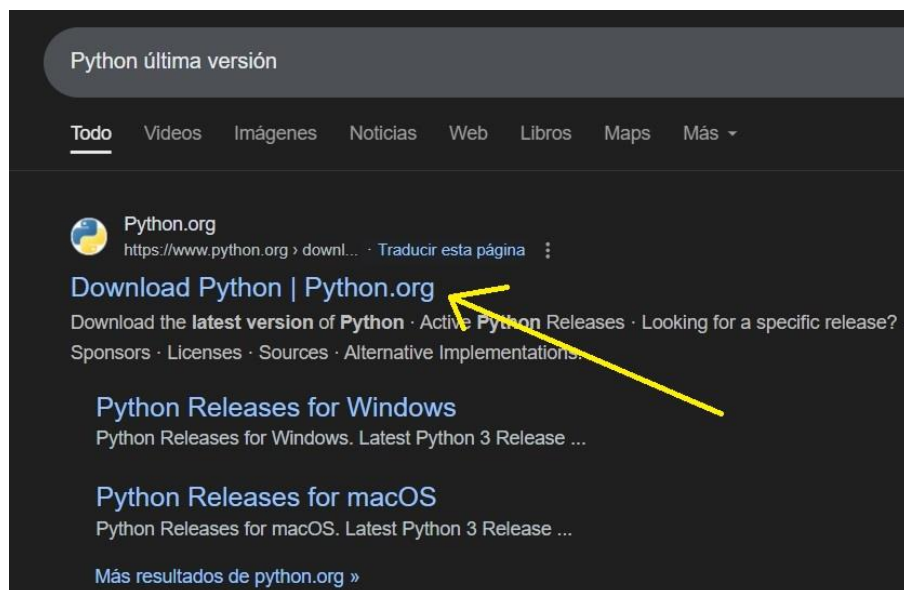 Python última versión
Todo Videos Imágenes Noticias Web Libros Maps Más
Python.org
https://www.python.org › downl... · Traducir esta página
Download Python | Python.org
Download the latest version of Python · Active Python Releases · Looking for a specific release?
Sponsors · Licenses · Sources · Alternative Implementations.
Python Releases for Windows
Python Releases for Windows. Latest Python 3 Release ...
Python Releases for macOS
Python Releases for macOS. Latest Python 3 Release ...
Más resultados de python.org »